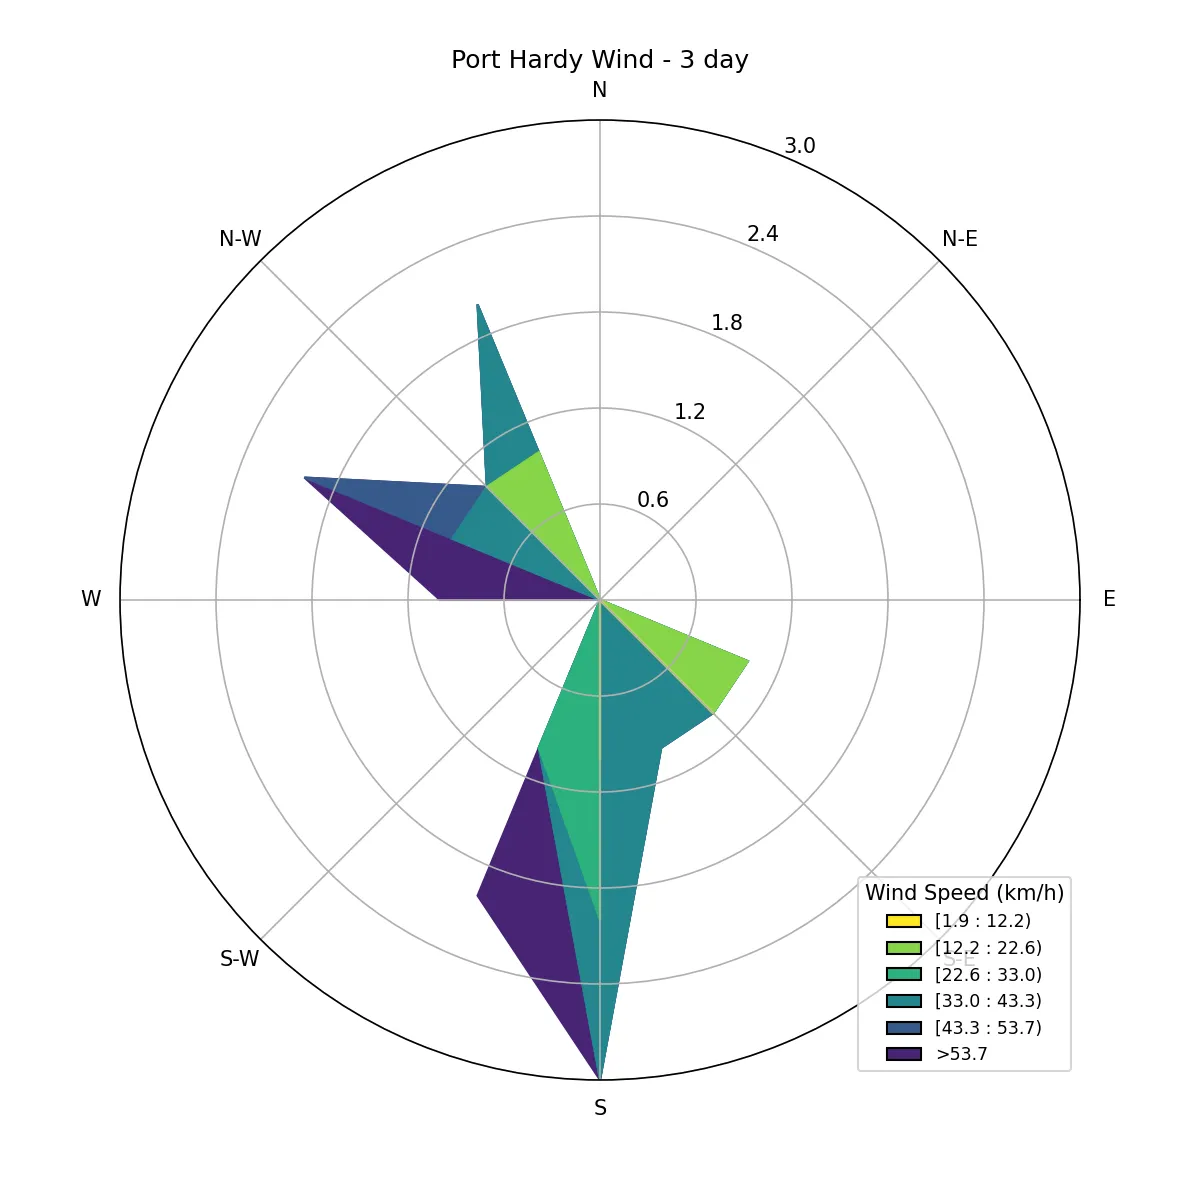 Port Hardy Wind - 3 day
N
3.0
N-W
2.4
N-E
1.8
1.2
0.6
W
E
Wind Speed (km/h)
[1.9 : 12.2)
[12.2 : 22.6)
S-W
S-E
[22.6 : 33.0)
[33.0 : 43.3)
[43.3 : 53.7)
>53.7
S